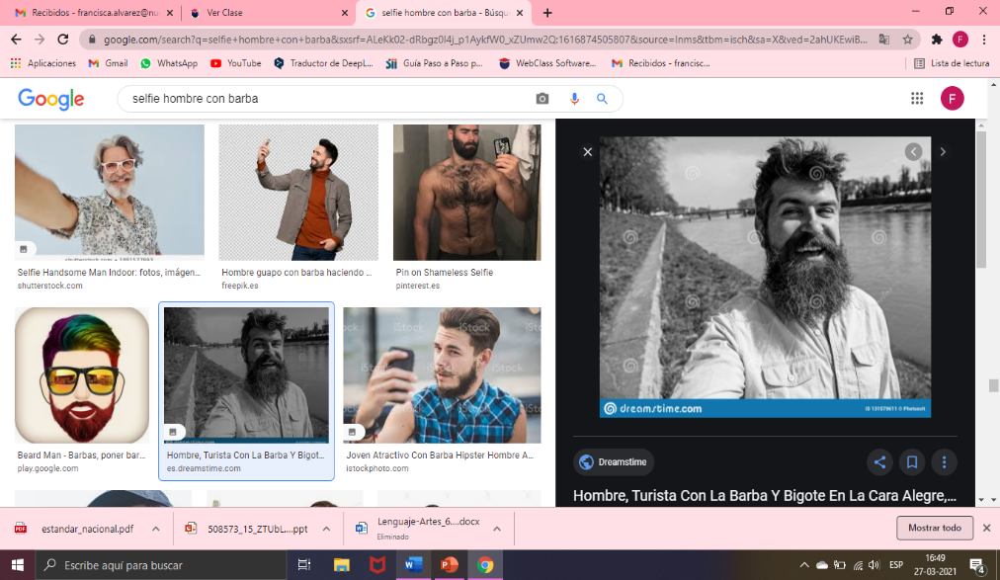 Recibidos - francisca.alvarez@nu
Ver Clase
selfie hombre con barba - Búsqu
google.com/search?q=selfie+hombre+con+barba&sxsrf=ALeKk02-dRbgz0l4j_p1AykfW0_xZUmw2Q:1616874505807&source=lnms&tbm=isch&sa=X&ved=2ahUKEwiB...
Aplicaciones
Gmail
WhatsApp
YouTube
Traductor de DeepL...
Guía Paso a Paso p...
WebClass Software...
Recibidos - francisc...
Lista de lectura
Google
selfie hombre con barba
F
Selfie Handsome Man Indoor: fotos, imágen...
shutterstock.com
Hombre guapo con barba haciendo ...
freepik.es
Pin on Shameless Selfie
pinterest.es
iStock
Beard Man - Barbas, poner bar...
play.google.com
Hombre, Turista Con La Barba Y Bigot...
es.dreamstime.com
Joven Atractivo Con Barba Hipster Hombre A...
istockphoto.com
dreamstime.com
Dreamstime
Hombre, Turista Con La Barba Y Bigote En La Cara Alegre,...
estandar_nacional.pdf
508573_15_ZTUbL....ppt
Lenguaje-Artes_6....docx
Eliminado
Mostrar todo
Escribe aquí para buscar
ESP
16:49
27-03-2021
4